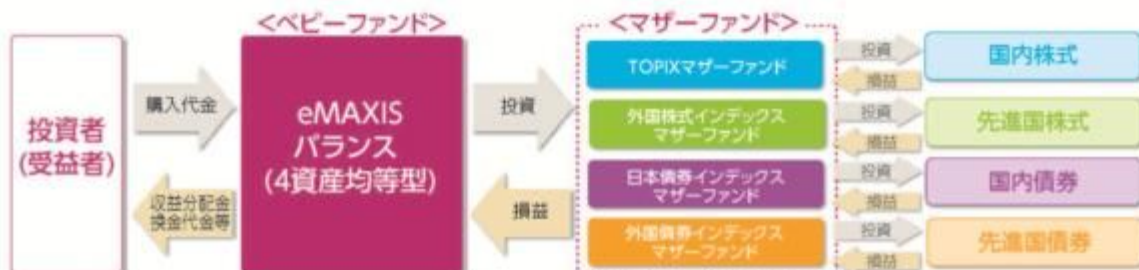 <ベビーファンド>
<マザーファンド>
投資者
(受益者)
購入代金
収益分配金
換金代金等
eMAXIS
バランス
(4資産均等型)
投資
損益
TOPIXマザーファンド
投資
損益
国内株式
外国株式インデックス
マザーファンド
投資
損益
先進国株式
日本債券インデックス
マザーファンド
投資
損益
国内債券
外国債券インデックス
マザーファンド
投資
損益
先進国債券